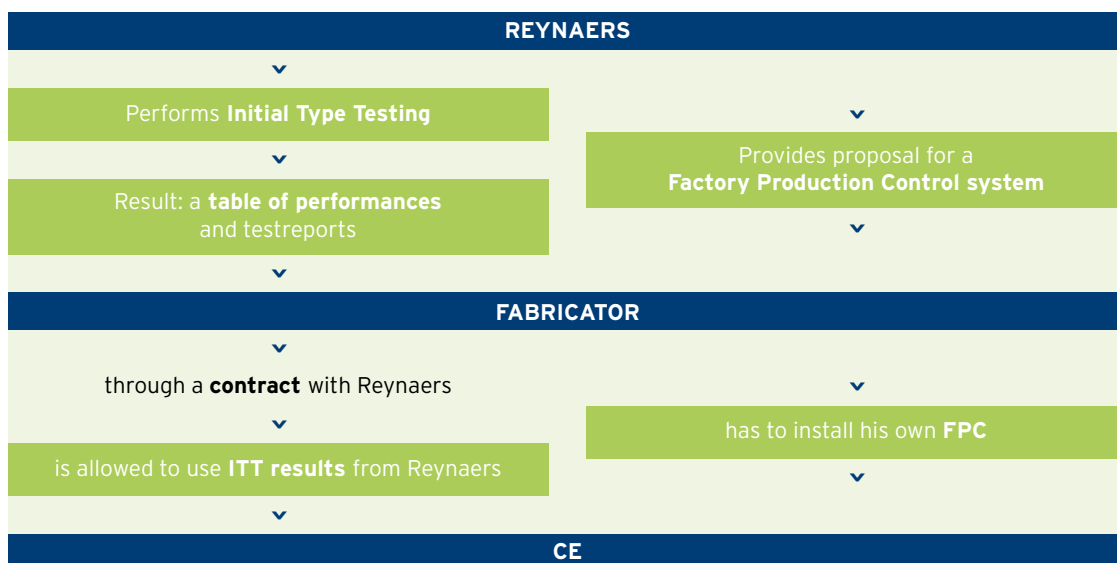 REYNAERS
Performs Initial Type Testing
Result: a table of performances
and testreports
Provides proposal for a
Factory Production Control system
FABRICATOR
through a contract with Reynaers
is allowed to use ITT results from Reynaers
has to install his own FPC
CE